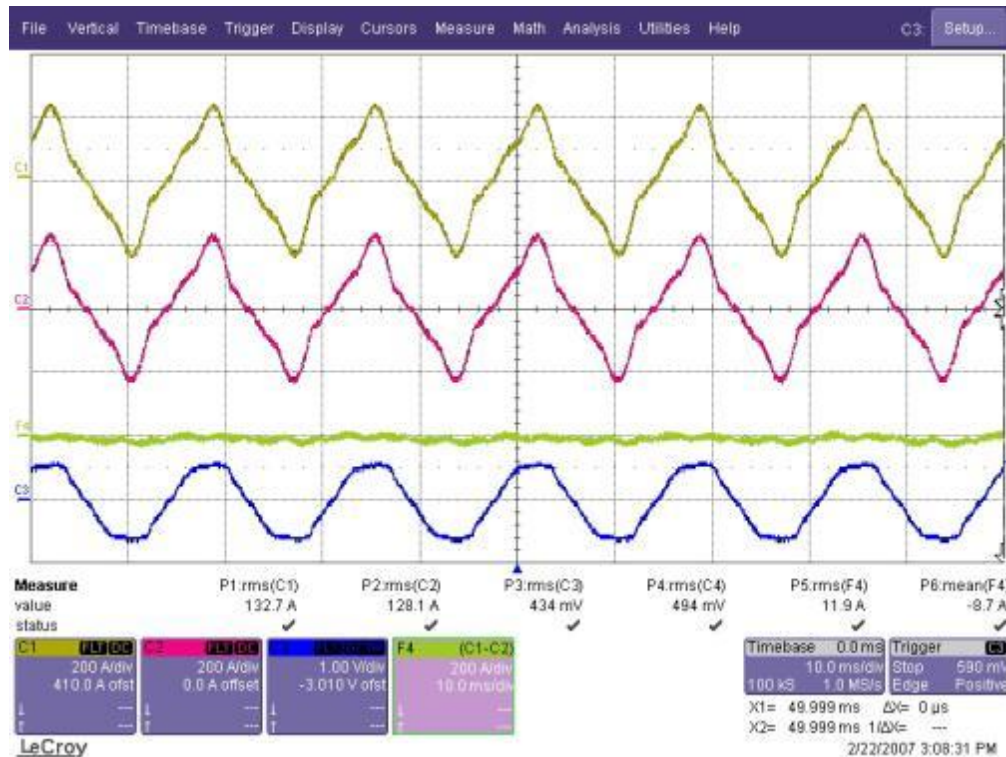 File Vertical Timebase Trigger Display Cursors Measure Math Analysis Utilities Help C3: Setup...
C1
C2
F4
C3
Measure P1:rms(C1) P2:rms(C2) P3:rms(C3) P4:rms(C4) P5:rms(F4) P6:mean(F4
value 132.7 A 128.1 A 434 mV 494 mV 11.9 A -8.7
status
C1 FLT DC C2 FLT DC F4 (C1-C2) Timebase 0.0 ms Trigger C3
200 A/div 200 A/div 1.00 V/div 200 A/div 10.0 ms/div Stop 590 mV
410.0 A ofst 0.0 A offset -3.010 V ofst 10.0 ms/div 100 kS 1.0 MS/s Edge Positive
X1= 49.999 ms ΔX= 0 µs
X2= 49.999 ms 1/ΔX= ---
LeCroy 2/22/2007 3:08:31 PM